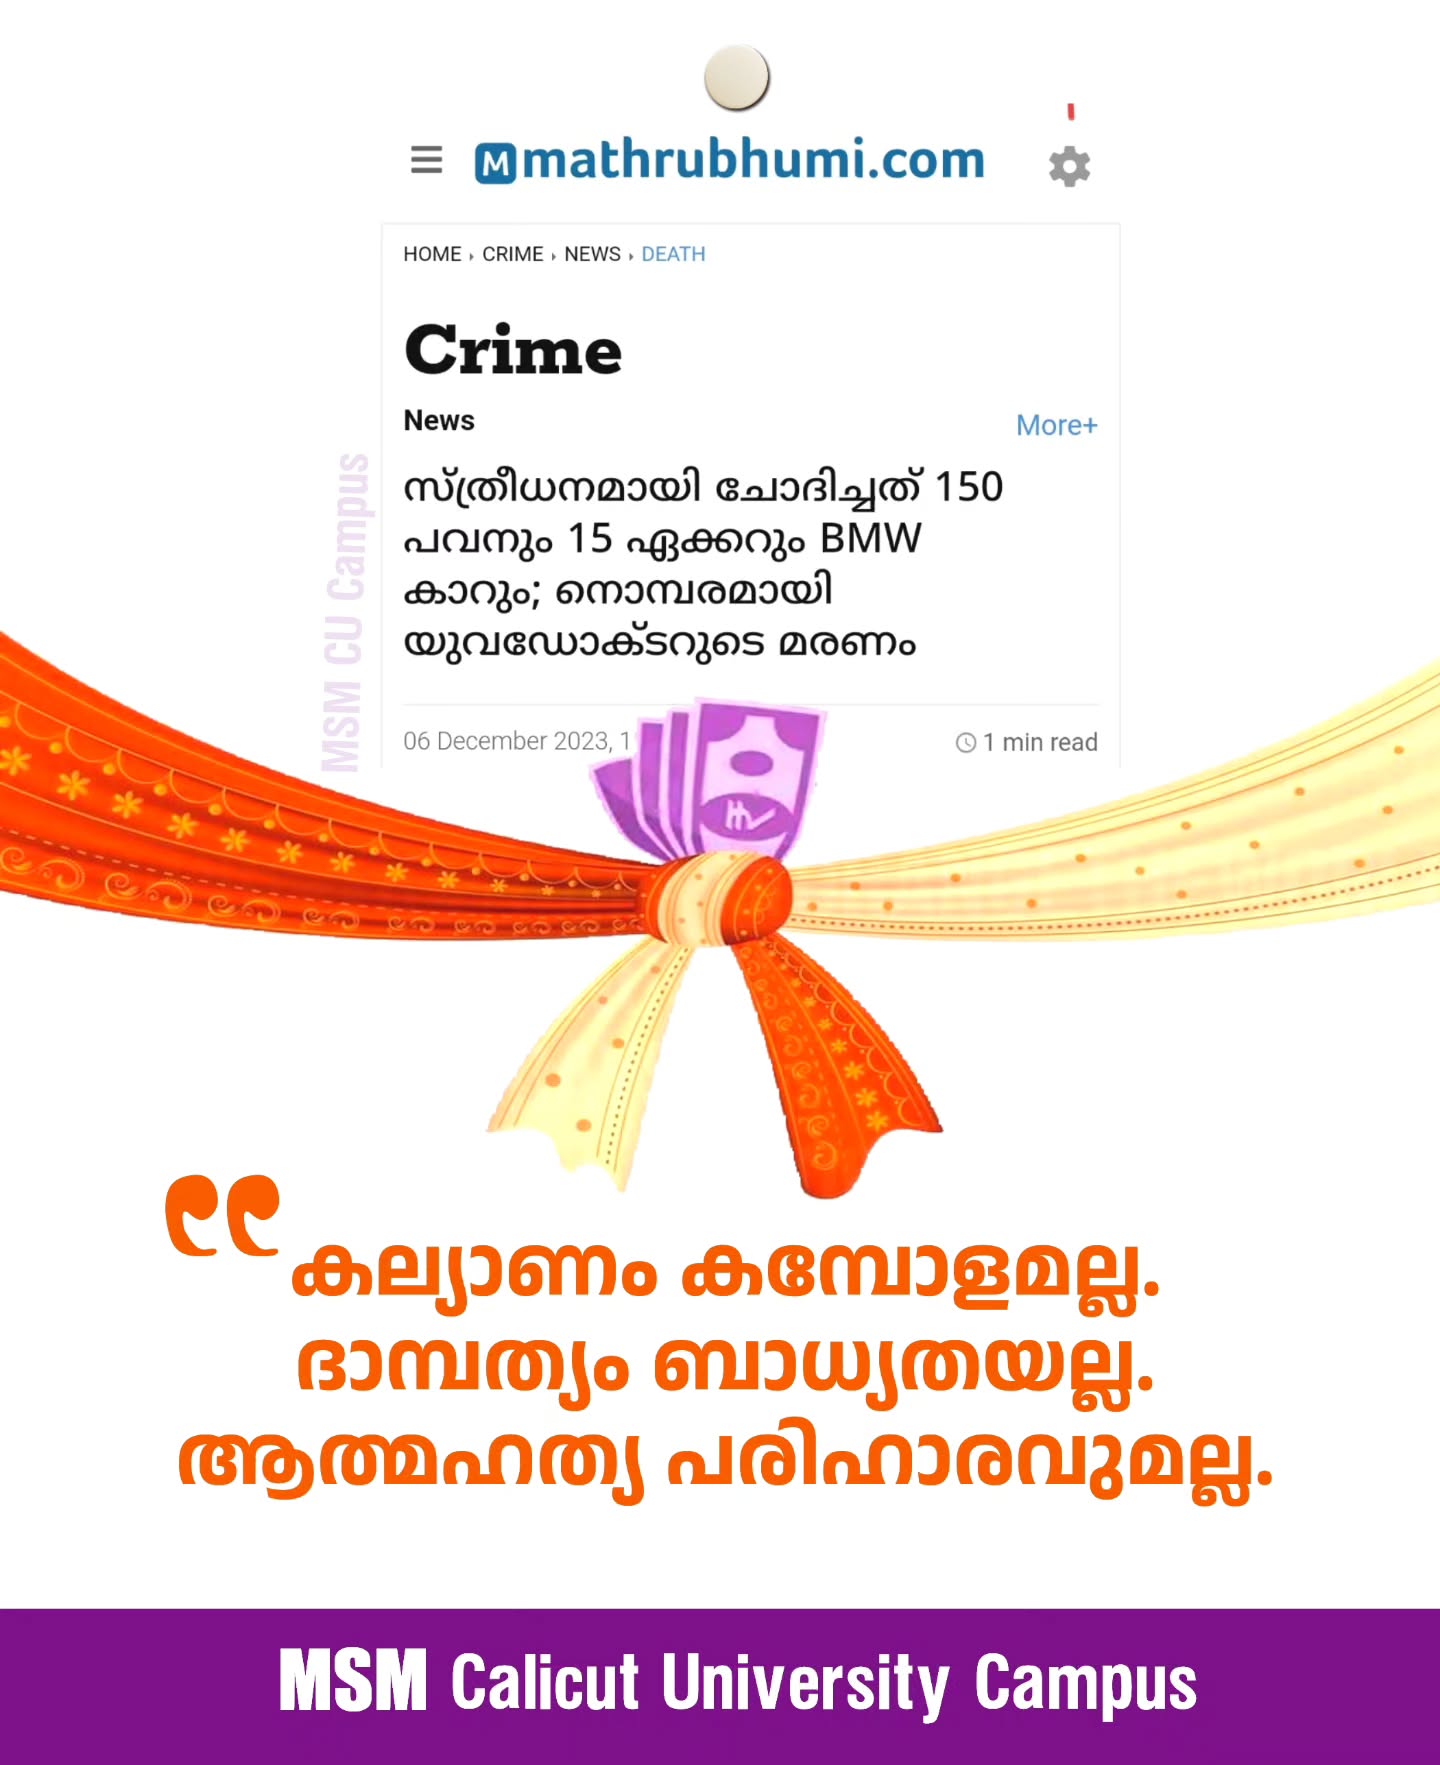 mathrubhumi.com
HOME › CRIME › NEWS › DEATH
Crime
News
More+
സ്ത്രീധനമായി ചോദിച്ചത് 150
പവനും 15 ഏക്കറും BMW
കാറും; നൊമ്പരമായി
യുവഡോക്ടറുടെ മരണം
06 December 2023, 1
1 min read
MSM CU Campus
കല്യാണം കമ്പോളമല്ല.
ദാമ്പത്യം ബാധ്യതയല്ല.
ആത്മഹത്യ പരിഹാരവുമല്ല.
MSM Calicut University Campus